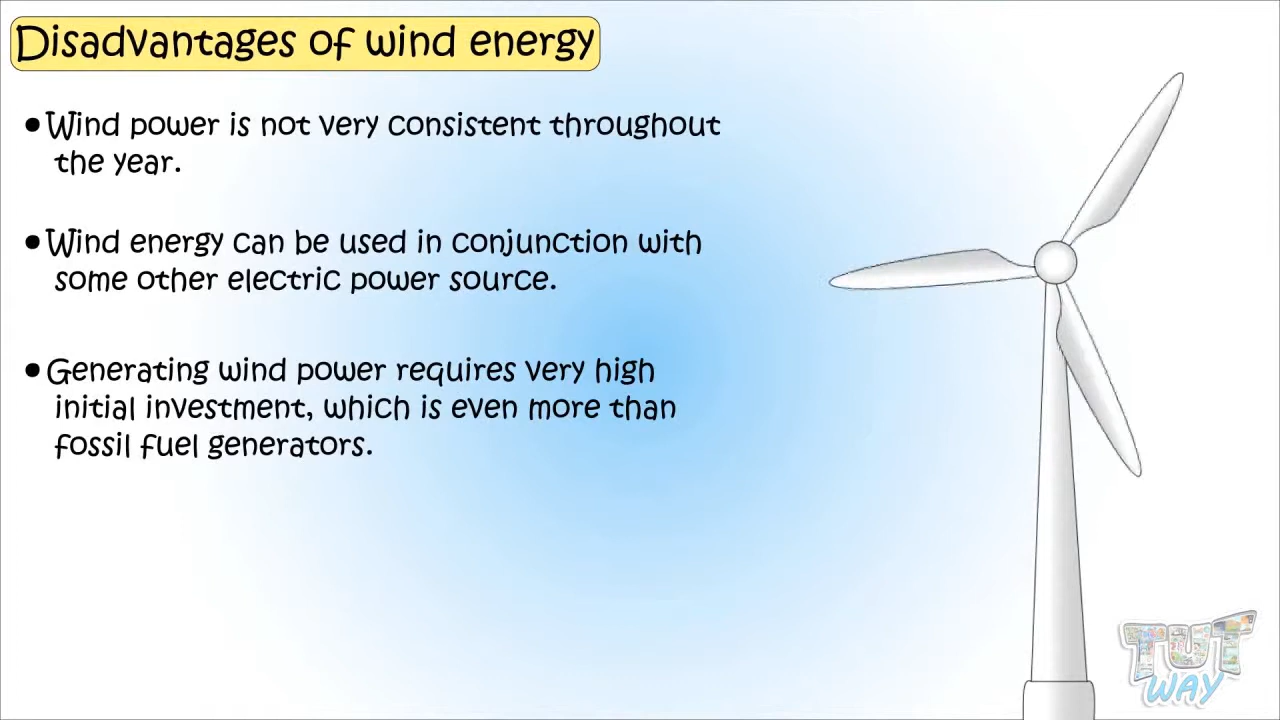 Disadvantages of wind energy
•Wind power is not very consistent throughout
the year.
•Wind energy can be used in conjunction with
some other electric power source.
•Generating wind power requires very high
initial investment, which is even more than
fossil fuel generators.
TUT
WAY